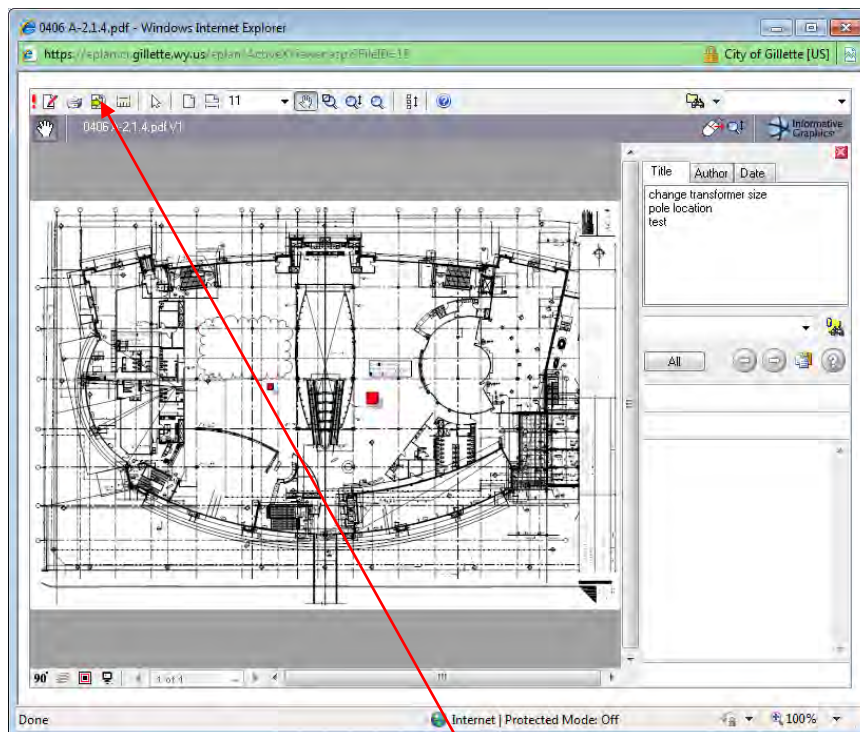 0406 A-2.1.4.pdf - Windows Internet Explorer
https://eplan.ci.gillette.wy.us/eplan/ActiveXViewer.aspx?FileID=18
City of Gillette [US]
11
0406 A-2.1.4.pdf V1
Informative
Graphics
Title Author Date
change transformer size
pole location
test
All
90°
1 of 1
Done
Internet | Protected Mode: Off
100%